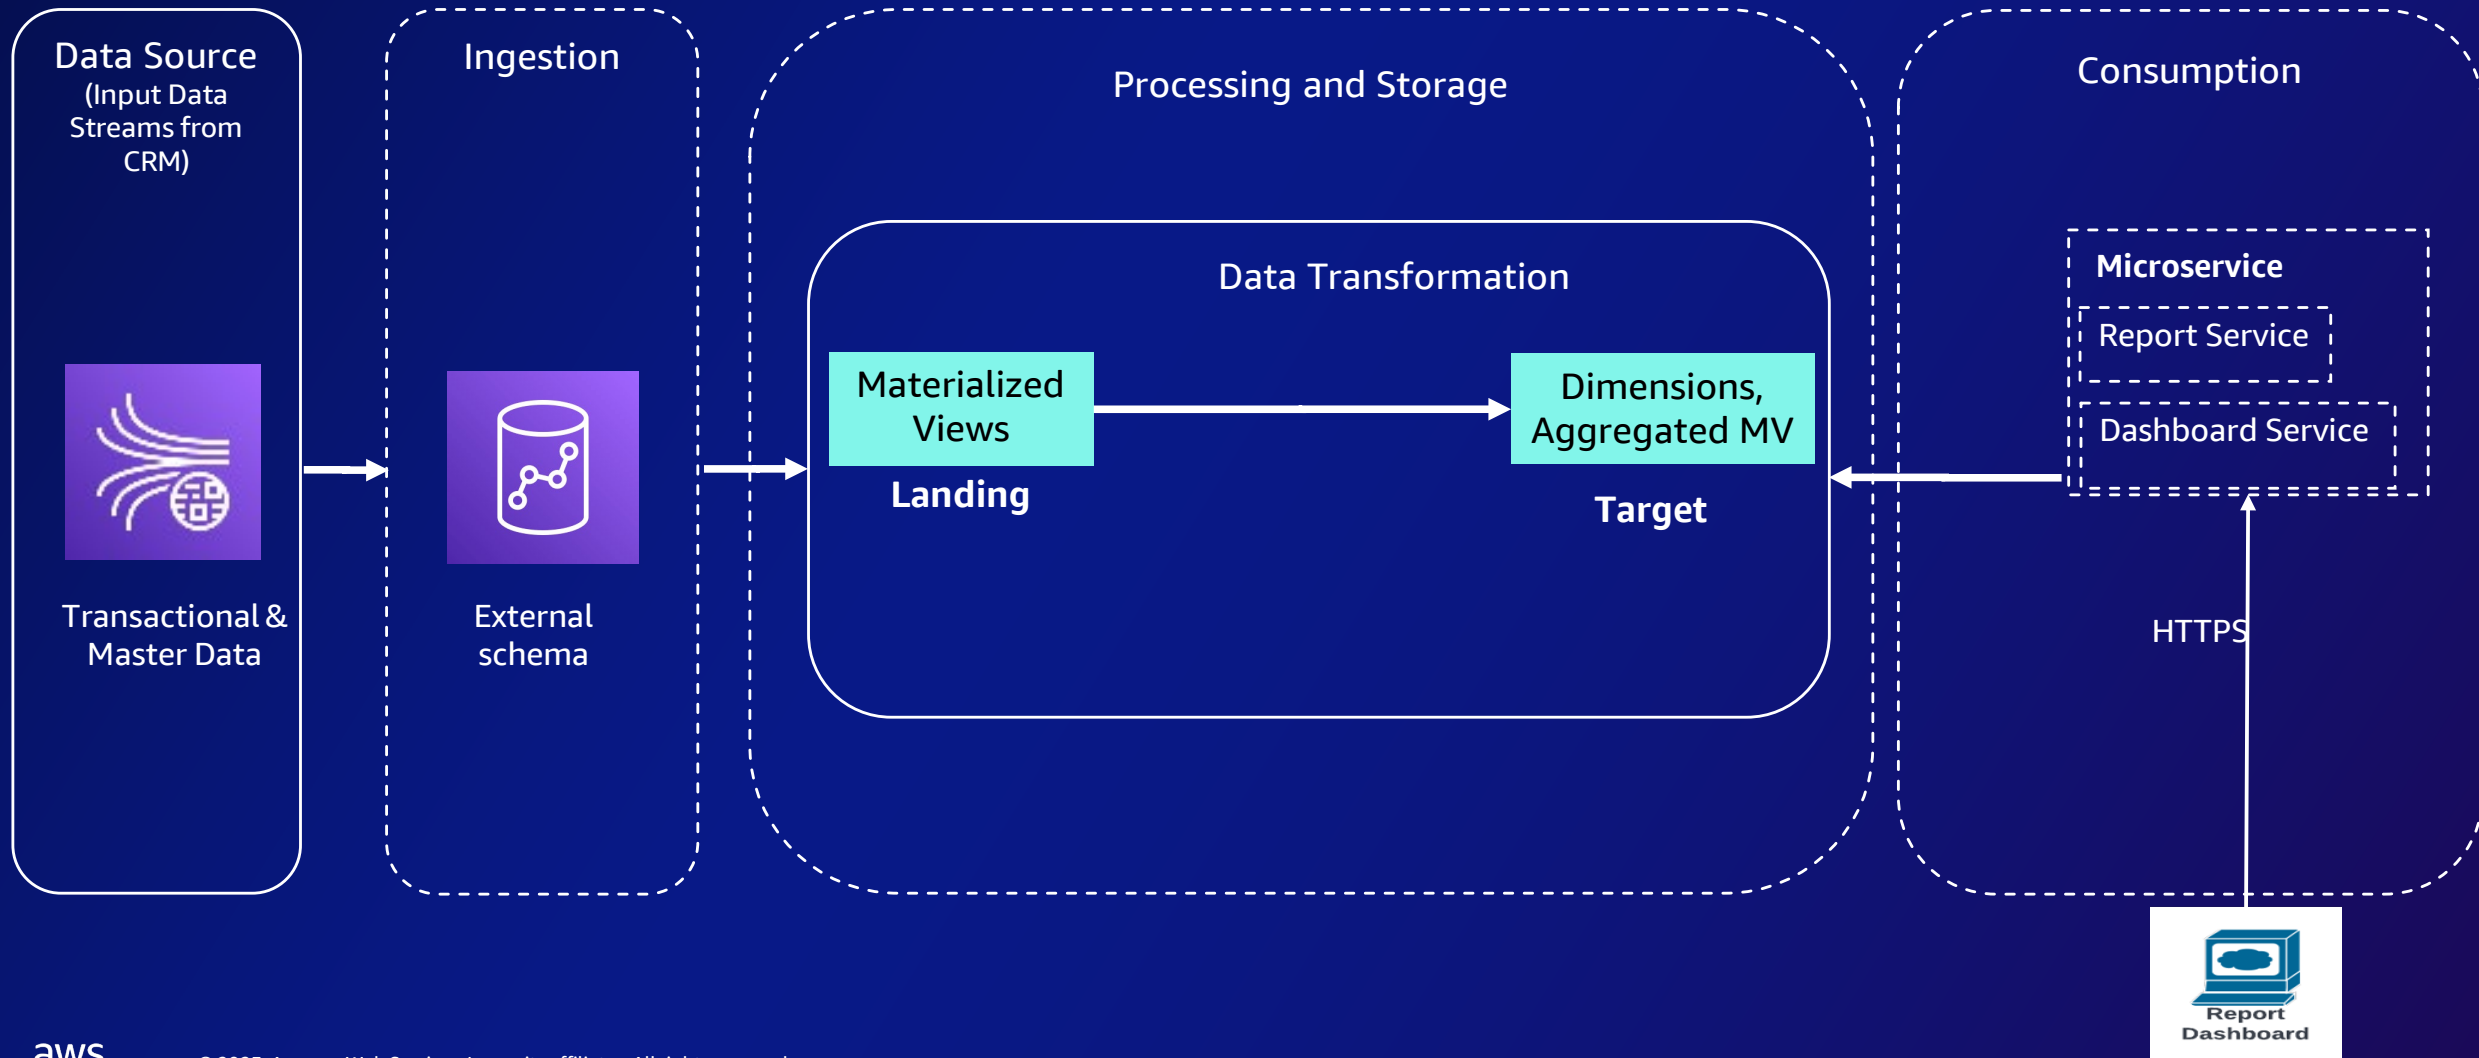 Data Source
(Input Data
Streams from
CRM)
Transactional &
Master Data
Ingestion
External
schema
Processing and Storage
Data Transformation
Materialized
Views
Landing
Dimensions,
Aggregated MV
Target
Consumption
Microservice
Report Service
Dashboard Service
HTTPS
Report
Dashboard
aws